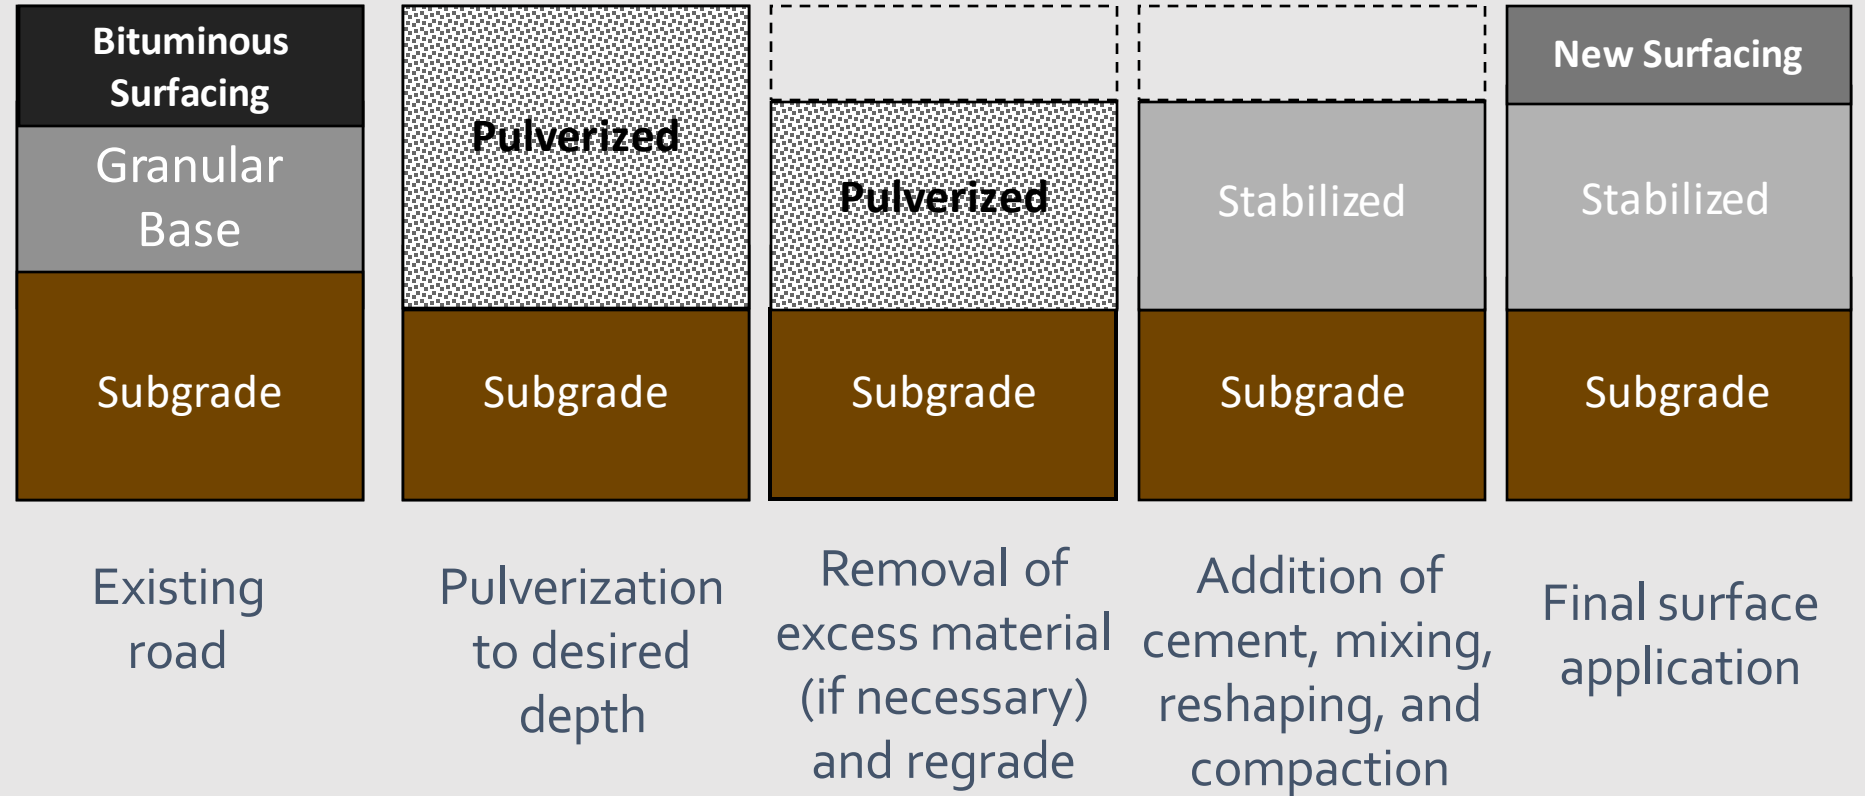 Bituminous
Surfacing
Granular
Base
Subgrade
Existing
road
Pulverized
Subgrade
Pulverization
to desired
depth
Pulverized
Subgrade
Removal of
excess material
(if necessary)
and regrade
Stabilized
Subgrade
Addition of
cement, mixing,
reshaping, and
compaction
New Surfacing
Stabilized
Subgrade
Final surface
application